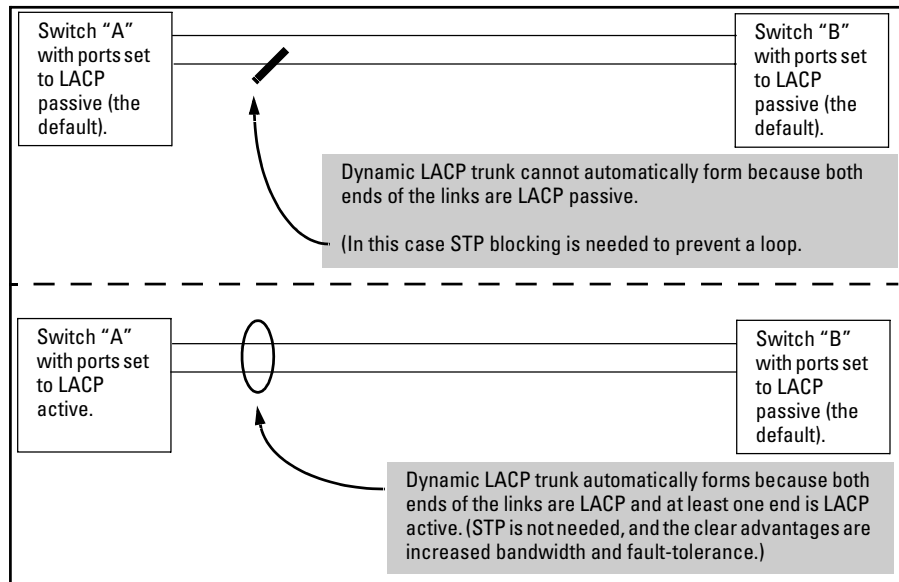 Switch “A”
with ports set
to LACP
passive (the
default).
Switch “B”
with ports set
to LACP
passive (the
default).
Dynamic LACP trunk cannot automatically form because both
ends of the links are LACP passive.
(In this case STP blocking is needed to prevent a loop.
Switch “A”
with ports set
to LACP
active.
Switch “B”
with ports set
to LACP
passive (the
default).
Dynamic LACP trunk automatically forms because both
ends of the links are LACP and at least one end is LACP
active. (STP is not needed, and the clear advantages are
increased bandwidth and fault-tolerance.)